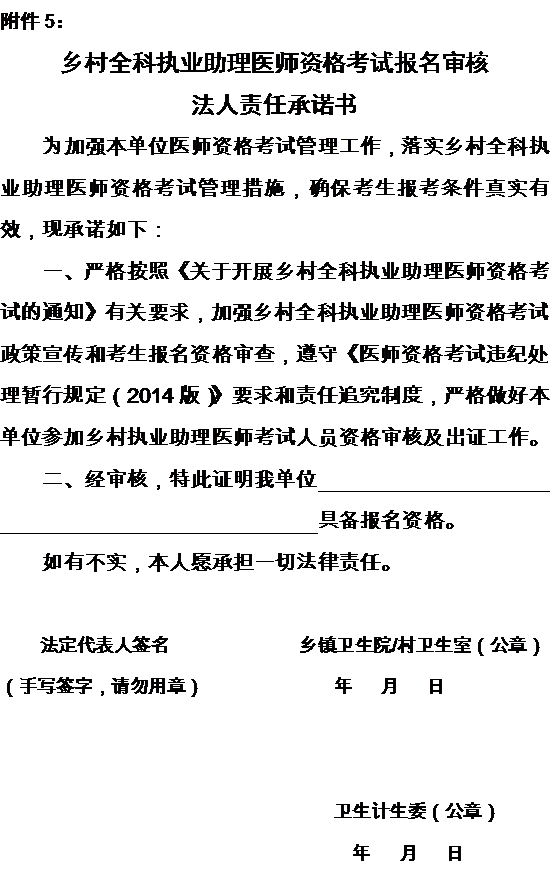 附件 5：
乡村全科执业助理医师资格考试报名审核
法人责任承诺书
为加强本单位医师资格考试管理工作，落实乡村全科执
业助理医师资格考试管理措施，确保考生报考条件真实有
效，现承诺如下：
一、严格按照《关于开展乡村全科执业助理医师资格考
试的通知》有关要求，加强乡村全科执业助理医师资格考试
政策宣传和考生报名资格审查，遵守《医师资格考试违纪处
理暂行规定（2014 版）》要求和责任追究制度，严格做好本
单位参加乡村执业助理医师考试人员资格审核及出证工作。
二、经审核，特此证明我单位
具备报名资格。
如有不实，本人愿承担一切法律责任。
法定代表人签名 乡镇卫生院/村卫生室（公章）
（手写签字，请勿用章） 年 月 日
卫生计生委（公章）
年 月 日